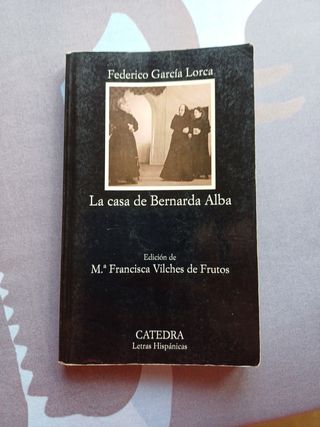 Federico García Lorca
La casa de Bernarda Alba
Edición de
M.ª Francisca Vilches de Frutos
CATEDRA
Letras Hispánicas